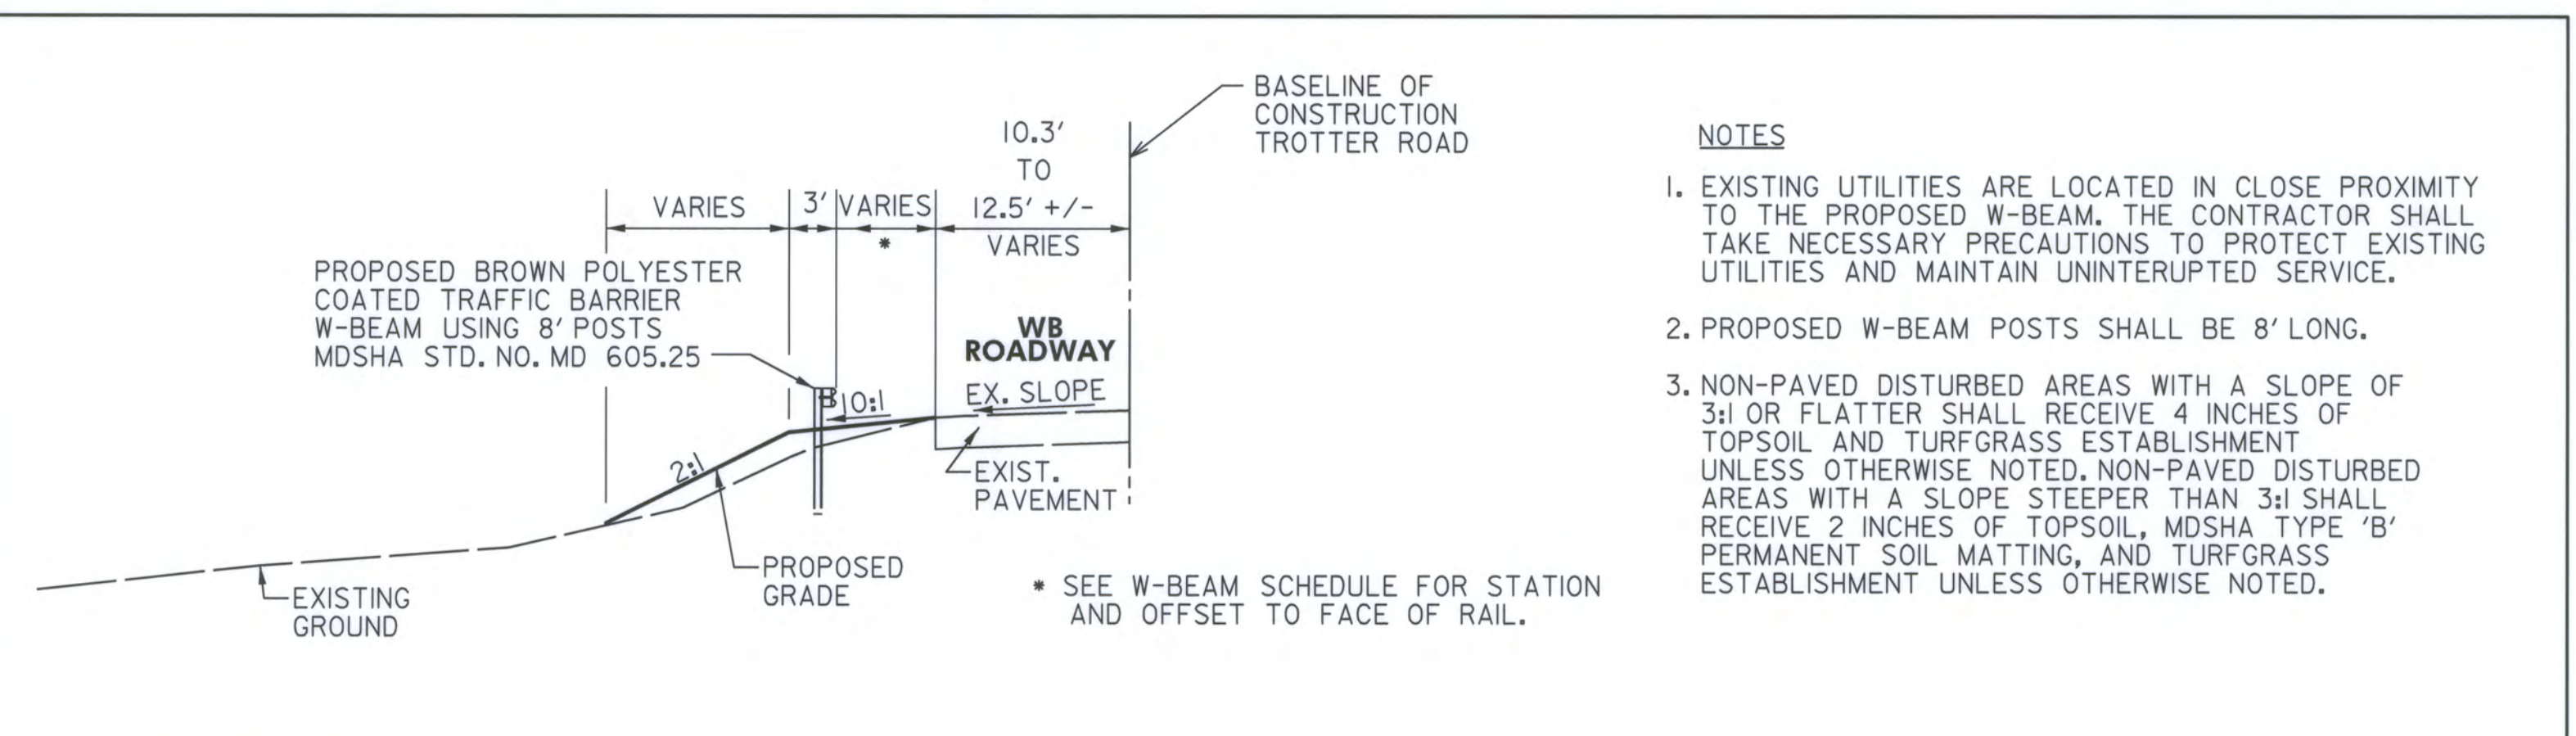 BASELINE OF
CONSTRUCTION
TROTTER ROAD
10.3'
TO
12.5' +/-
VARIES
VARIES
3'
VARIES
*
PROPOSED BROWN POLYESTER
COATED TRAFFIC BARRIER
W-BEAM USING 8' POSTS
MDSHA STD. NO. MD 605.25
WB
ROADWAY
EX. SLOPE
10:1
2:1
EXIST.
PAVEMENT
PROPOSED
GRADE
EXISTING
GROUND
* SEE W-BEAM SCHEDULE FOR STATION
AND OFFSET TO FACE OF RAIL.
NOTES
1. EXISTING UTILITIES ARE LOCATED IN CLOSE PROXIMITY
TO THE PROPOSED W-BEAM. THE CONTRACTOR SHALL
TAKE NECESSARY PRECAUTIONS TO PROTECT EXISTING
UTILITIES AND MAINTAIN UNINTERUPTED SERVICE.
2. PROPOSED W-BEAM POSTS SHALL BE 8' LONG.
3. NON-PAVED DISTURBED AREAS WITH A SLOPE OF
3:1 OR FLATTER SHALL RECEIVE 4 INCHES OF
TOPSOIL AND TURFGRASS ESTABLISHMENT
UNLESS OTHERWISE NOTED. NON-PAVED DISTURBED
AREAS WITH A SLOPE STEEPER THAN 3:1 SHALL
RECEIVE 2 INCHES OF TOPSOIL, MDSHA TYPE 'B'
PERMANENT SOIL MATTING, AND TURFGRASS
ESTABLISHMENT UNLESS OTHERWISE NOTED.